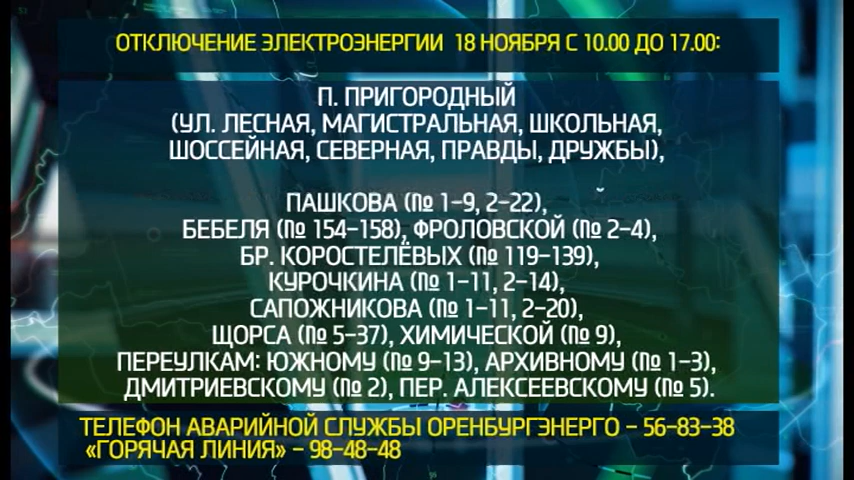 ОТКЛЮЧЕНИЕ ЭЛЕКТРОЭНЕРГИИ 18 НОЯБРЯ С 10.00 ДО 17.00:
П. ПРИГОРОДНЫЙ
(УЛ. ЛЕСНАЯ, МАГИСТРАЛЬНАЯ, ШКОЛЬНАЯ,
ШОССЕЙНАЯ, СЕВЕРНАЯ, ПРАВДЫ, ДРУЖБЫ),
ПАШКОВА (№ 1-9, 2-22),
БЕБЕЛЯ (№ 154-158), ФРОЛОВСКОЙ (№ 2-4),
БР. КОРОСТЕЛЁВЫХ (№ 119-139),
КУРОЧКИНА (№ 1-11, 2-14),
САПОЖНИКОВА (№ 1-11, 2-20),
ЩОРСА (№ 5-37), ХИМИЧЕСКОЙ (№ 9),
ПЕРЕУЛКАМ: ЮЖНОМУ (№ 9-13), АРХИВНОМУ (№ 1-3),
ДМИТРИЕВСКОМУ (№ 2), ПЕР. АЛЕКСЕЕВСКОМУ (№ 5).
ТЕЛЕФОН АВАРИЙНОЙ СЛУЖБЫ ОРЕНБУРГЭНЕРГО - 56-83-38
«ГОРЯЧАЯ ЛИНИЯ» - 98-48-48